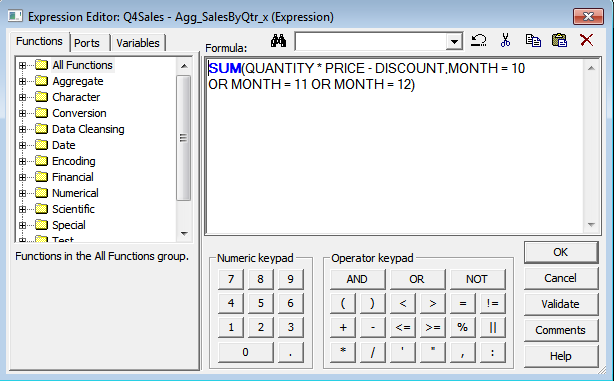 Expression Editor: Q4Sales - Agg_SalesByQtr_x (Expression)
Functions Ports Variables
Formula:
All Functions
Aggregate
Character
Conversion
Data Cleansing
Date
Encoding
Financial
Numerical
Scientific
Special
Test
Functions in the All Functions group.
SUM(QUANTITY * PRICE - DISCOUNT,MONTH = 10
OR MONTH = 11 OR MONTH = 12)
Numeric keypad
7 8 9
4 5 6
1 2 3
0 .
Operator keypad
AND OR NOT
( ) < > = !=
+ - <= >= % ||
* / ' " , :
OK
Cancel
Validate
Comments
Help